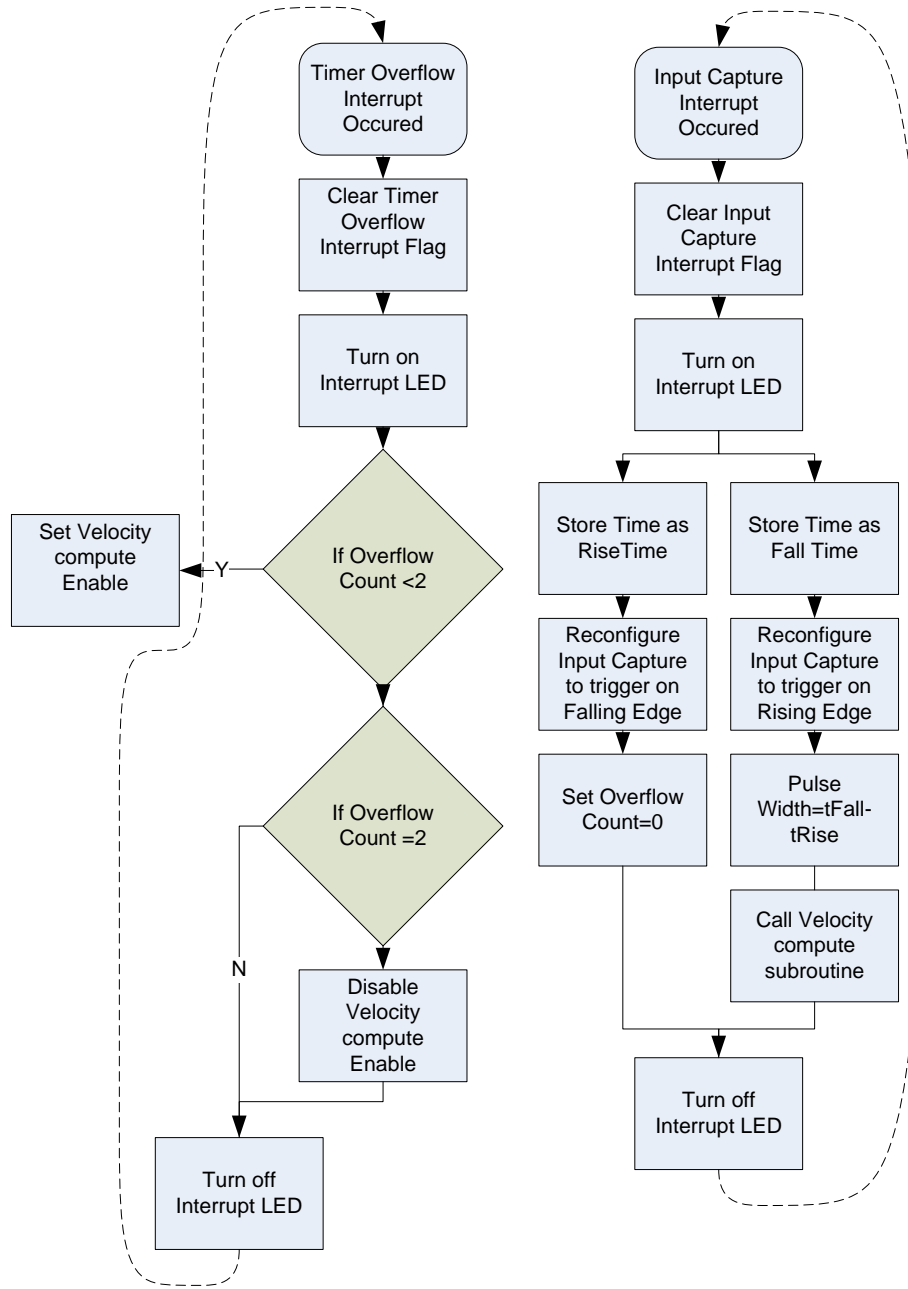 Timer Overflow
Interrupt
Occured
Clear Timer
Overflow
Interrupt Flag
Turn on
Interrupt LED
If Overflow
Count <2
Y
Set Velocity
compute
Enable
If Overflow
Count =2
N
Disable
Velocity
compute
Enable
Turn off
Interrupt LED
Input Capture
Interrupt
Occured
Clear Input
Capture
Interrupt Flag
Turn on
Interrupt LED
Store Time as
RiseTime
Reconfigure
Input Capture
to trigger on
Falling Edge
Set Overflow
Count=0
Store Time as
Fall Time
Reconfigure
Input Capture
to trigger on
Rising Edge
Pulse
Width=tFall-
tRise
Call Velocity
compute
subroutine
Turn off
Interrupt LED